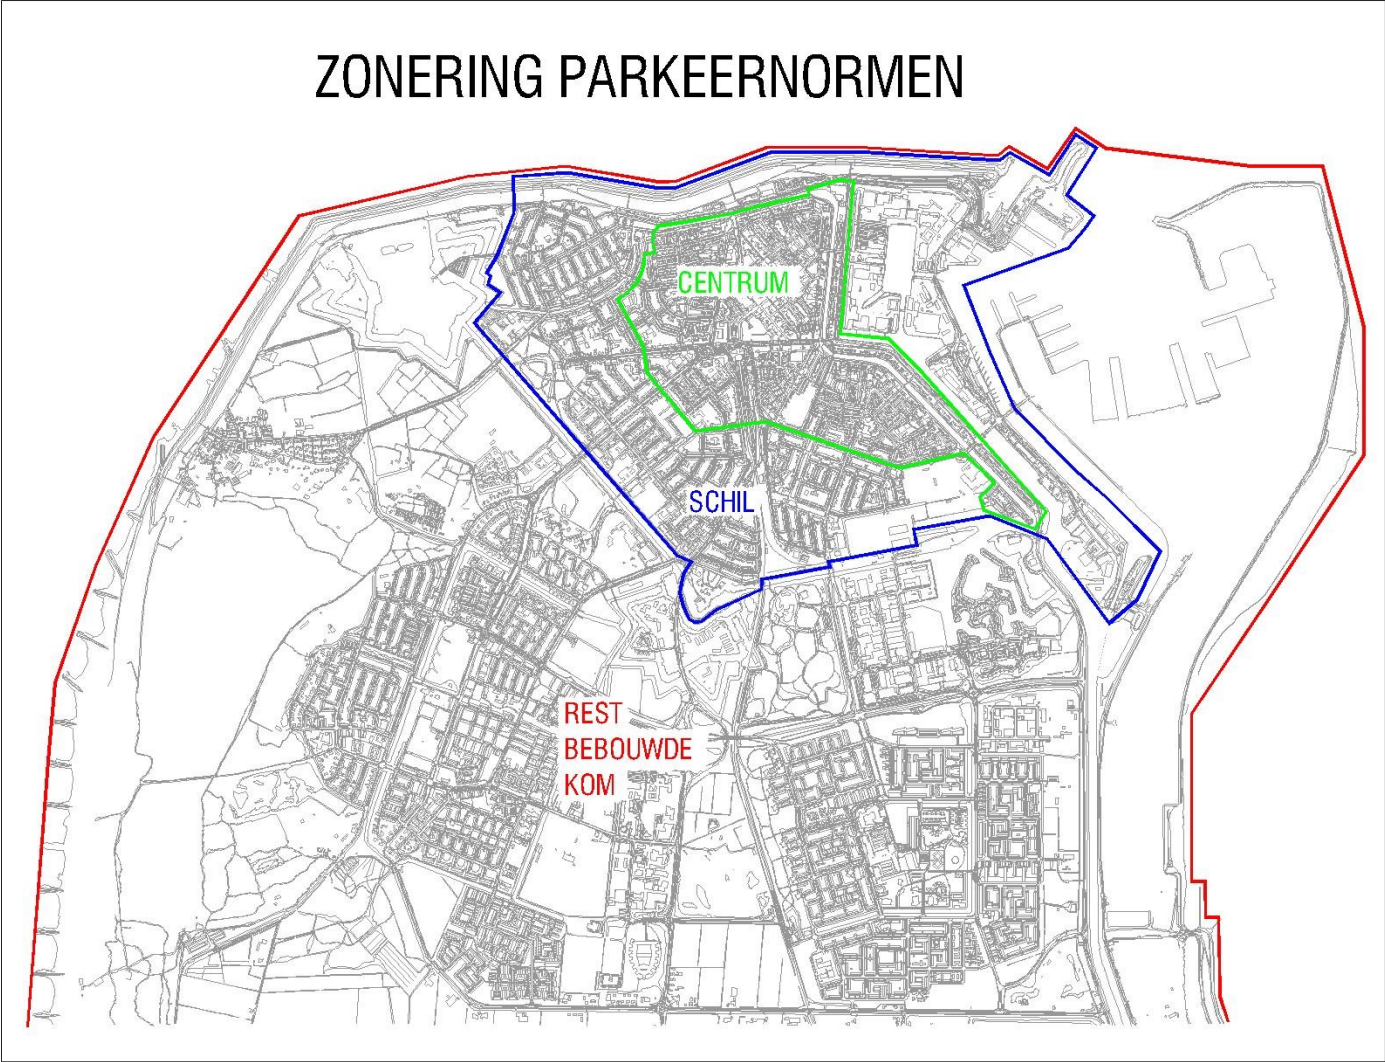 ZONERING PARKEERNORMEN
CENTRUM
SCHIL
REST
BEBOUWDE
KOM